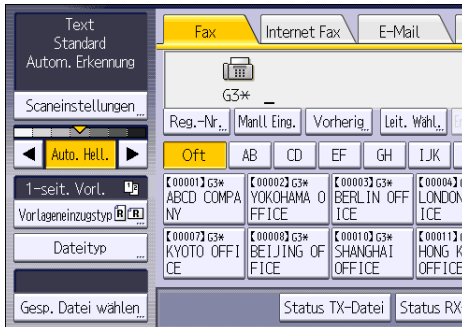 Text
Standard
Autom. Erkennung
Scaneinstellungen
Auto. Hell.
1-seit. Vorl.
Vorlageneinzugstyp
Dateityp
Gesp. Datei wählen
Fax
Internet Fax
E-Mail
G3* _
Reg.-Nr.
Manll Eing.
Vorherig.
Leit. Wähl.
Oft
AB
CD
EF
GH
IJK
【00001】G3*
ABCD COMPA
NY
【00002】G3*
YOKOHAMA O
FFICE
【00003】G3*
BERLIN OFF
ICE
【00004】
LONDON
ICE
【00007】G3*
KYOTO OFFI
CE
【00008】G3*
BEIJING OF
FICE
【00010】G3*
SHANGHAI
OFFICE
【00011】
HONG K
OFFICE
Status TX-Datei
Status RX